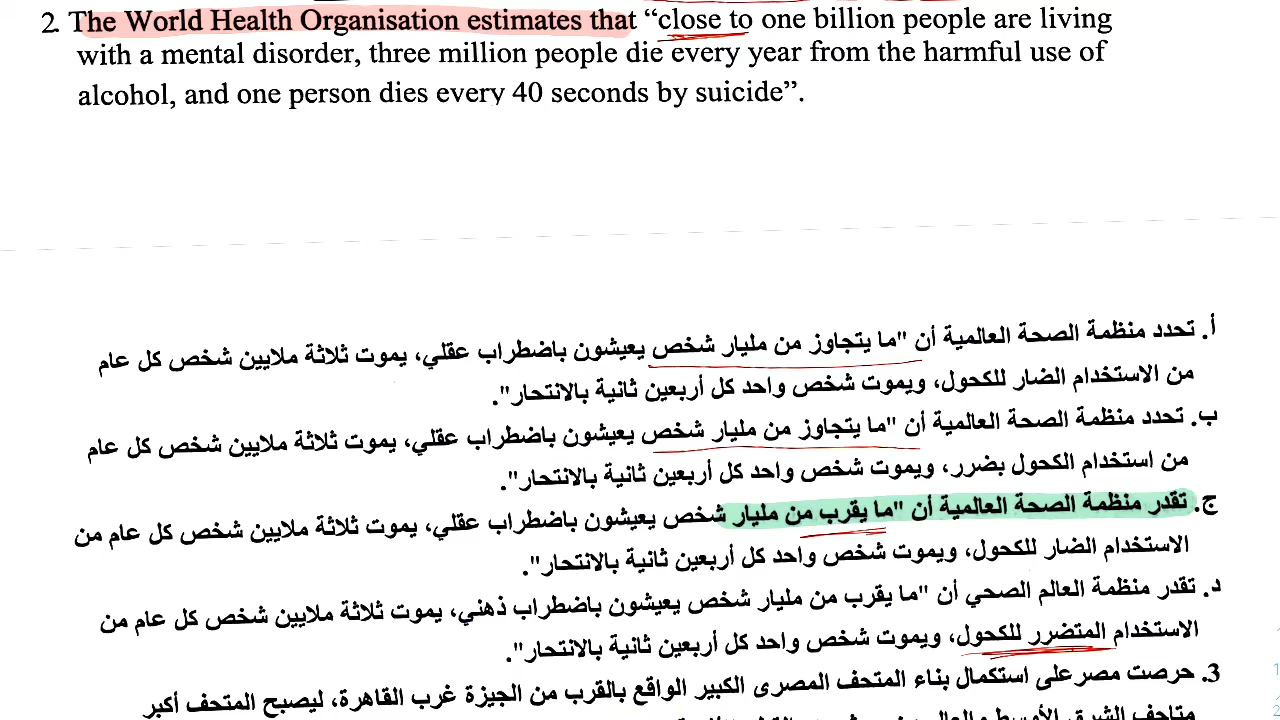 2. The World Health Organisation estimates that “close to one billion people are living
with a mental disorder, three million people die every year from the harmful use of
alcohol, and one person dies every 40 seconds by suicide”.
أ. تحدد منظمة الصحة العالمية أن "ما يتجاوز من مليار شخص يعيشون باضطراب عقلي، يموت ثلاثة ملايين شخص كل عام
من الاستخدام الضار للكحول، ويموت شخص واحد كل أربعين ثانية بالانتحار".
ب. تحدد منظمة الصحة العالمية أن "ما يتجاوز من مليار شخص يعيشون باضطراب عقلي، يموت ثلاثة ملايين شخص كل عام
من استخدام الكحول بضرر، ويموت شخص واحد كل أربعين ثانية بالانتحار".
ج. تقدر منظمة الصحة العالمية أن "ما يقرب من مليار شخص يعيشون باضطراب عقلي، يموت ثلاثة ملايين شخص كل عام من
الاستخدام الضار للكحول، ويموت شخص واحد كل أربعين ثانية بالانتحار".
د. تقدر منظمة العالم الصحي أن "ما يقرب من مليار شخص يعيشون باضطراب ذهني، يموت ثلاثة ملايين شخص كل عام من
الاستخدام المتضرر للكحول، ويموت شخص واحد كل أربعين ثانية بالانتحار".
3. حرصت مصر على استكمال بناء المتحف المصرى الكبير الواقع بالقرب من الجيزة غرب القاهرة، ليصبح المتحف أكبر
متاحف الشرق الأوسط
1
2